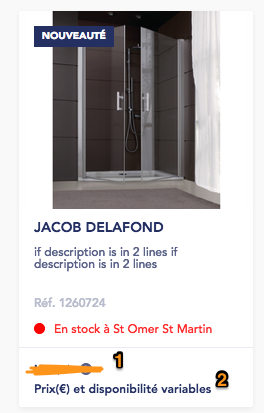 NOUVEAUTÉ
JACOB DELAFOND
if description is in 2 lines if
description is in 2 lines
Réf. 1260724
En stock à St Omer St Martin
1
Prix(€) et disponibilité variables 2